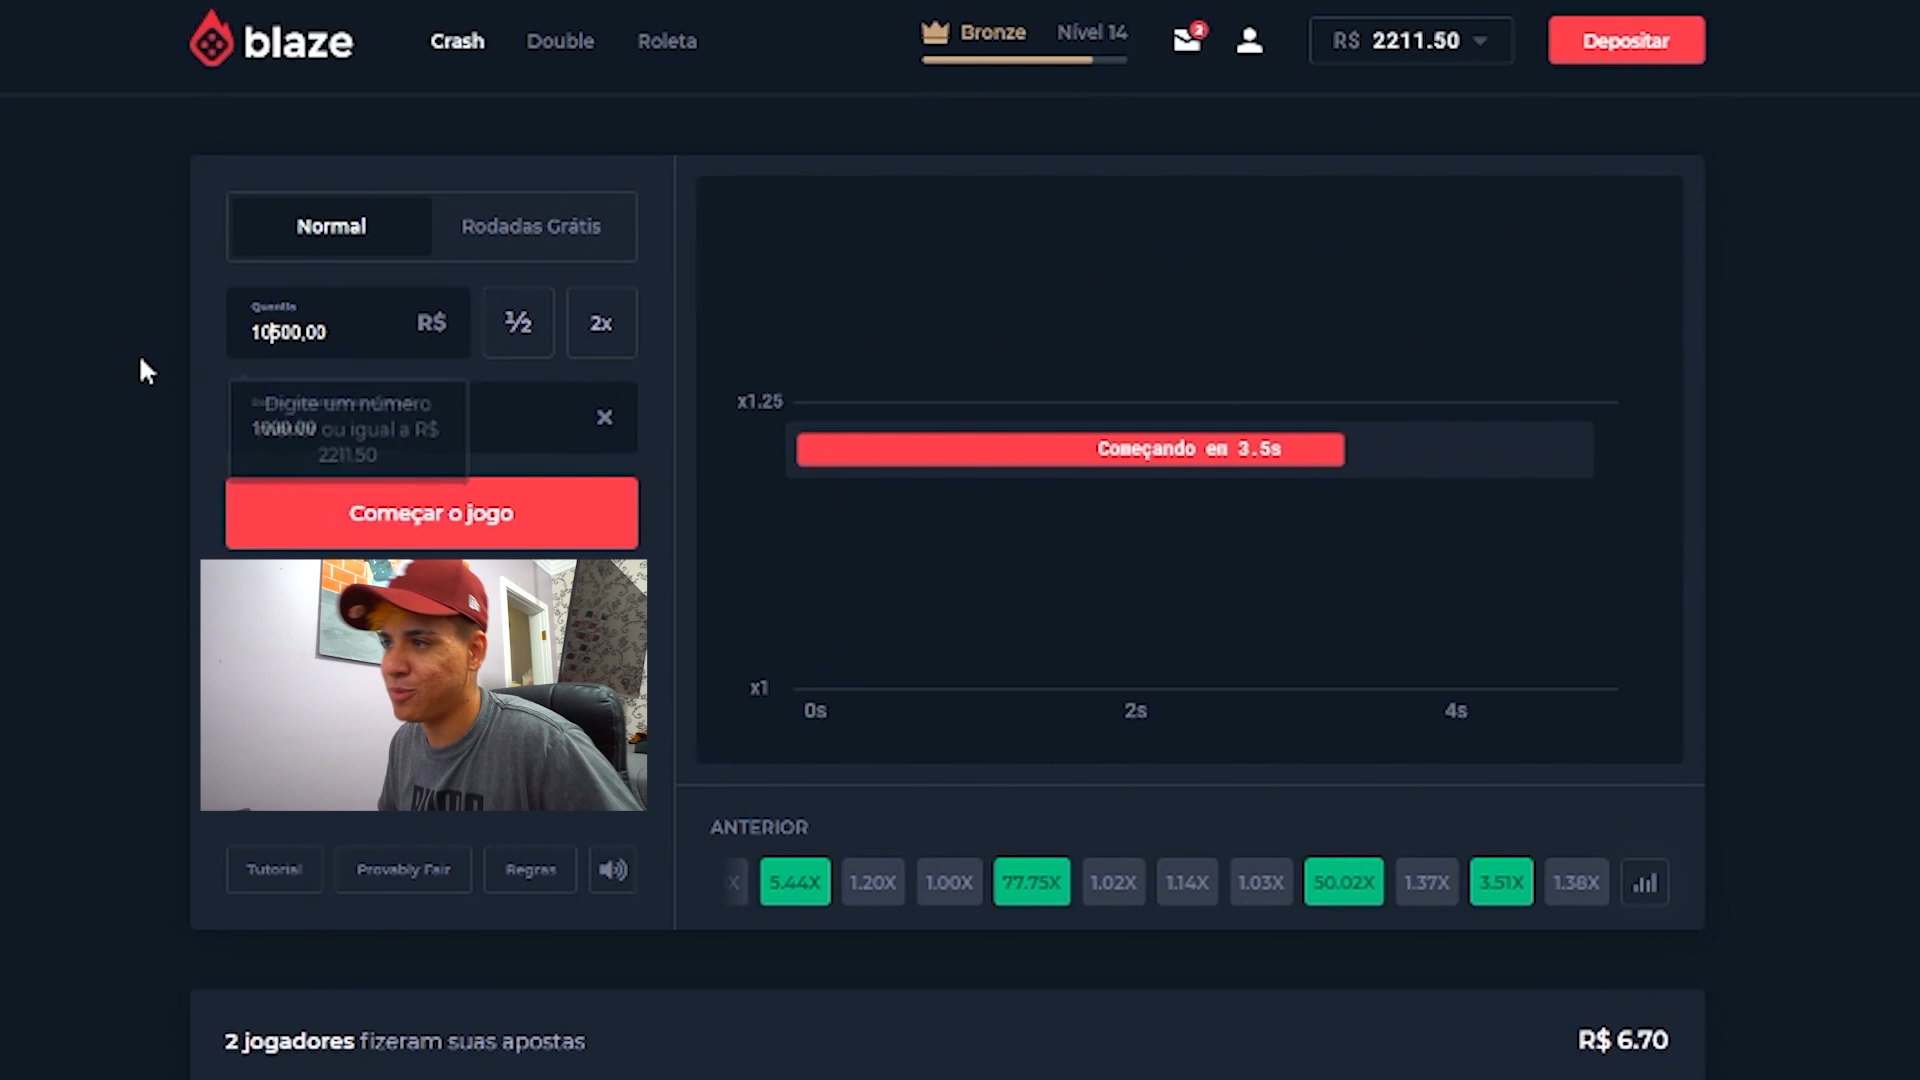 blaze
Crash
Double
Roleta
Bronze
Nível 14
2
R$ 2211.50
Depositar
Normal
Rodadas Grátis
Quantia
10500,00
R$
½
2x
Digite um número
ou igual a R$
2211.50
1000.00
Começar o jogo
x1.25
Começando em 3.5s
x1
0s
2s
4s
ANTERIOR
X
5.44X
1.20X
1.00X
77.75X
1.02X
1.14X
1.03X
50.02X
1.37X
3.51X
1.38X
Tutorial
Provably Fair
Regras
2 jogadores fizeram suas apostas
R$ 6.70